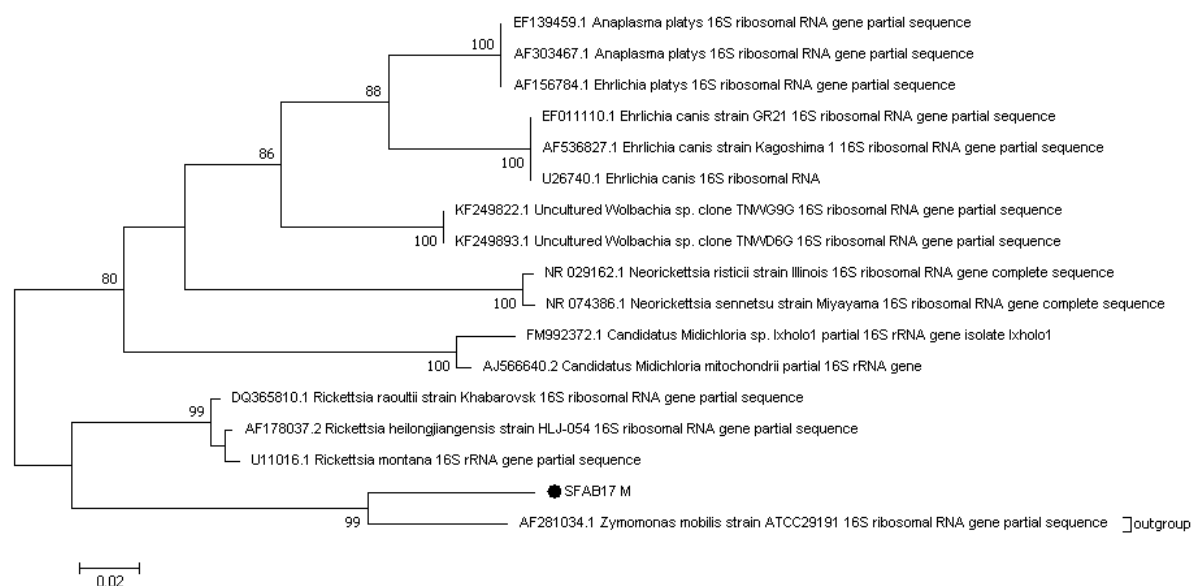 EF139459.1 Anaplasma platys 16S ribosomal RNA gene partial sequence
100
AF303467.1 Anaplasma platys 16S ribosomal RNA gene partial sequence
AF156784.1 Ehrlichia platys 16S ribosomal RNA gene partial sequence
88
EF011110.1 Ehrlichia canis strain GR21 16S ribosomal RNA gene partial sequence
AF536827.1 Ehrlichia canis strain Kagoshima 1 16S ribosomal RNA gene partial sequence
86
100
U26740.1 Ehrlichia canis 16S ribosomal RNA
KF249822.1 Uncultured Wolbachia sp. clone TNWG9G 16S ribosomal RNA gene partial sequence
100
KF249893.1 Uncultured Wolbachia sp. clone TNWD6G 16S ribosomal RNA gene partial sequence
80
NR 029162.1 Neorickettsia risticii strain Illinois 16S ribosomal RNA gene complete sequence
100
NR 074386.1 Neorickettsia sennetsu strain Miyayama 16S ribosomal RNA gene complete sequence
FM992372.1 Candidatus Midichloria sp. Ixholo1 partial 16S rRNA gene isolate Ixholo1
100
AJ566640.2 Candidatus Midichloria mitochondrii partial 16S rRNA gene
DQ365810.1 Rickettsia raoultii strain Khabarovsk 16S ribosomal RNA gene partial sequence
99
AF178037.2 Rickettsia heilongjiangensis strain HLJ-054 16S ribosomal RNA gene partial sequence
U11016.1 Rickettsia montana 16S rRNA gene partial sequence
SFAB17 M
99
AF281034.1 Zymomonas mobilis strain ATCC29191 16S ribosomal RNA gene partial sequence
outgroup
0.02